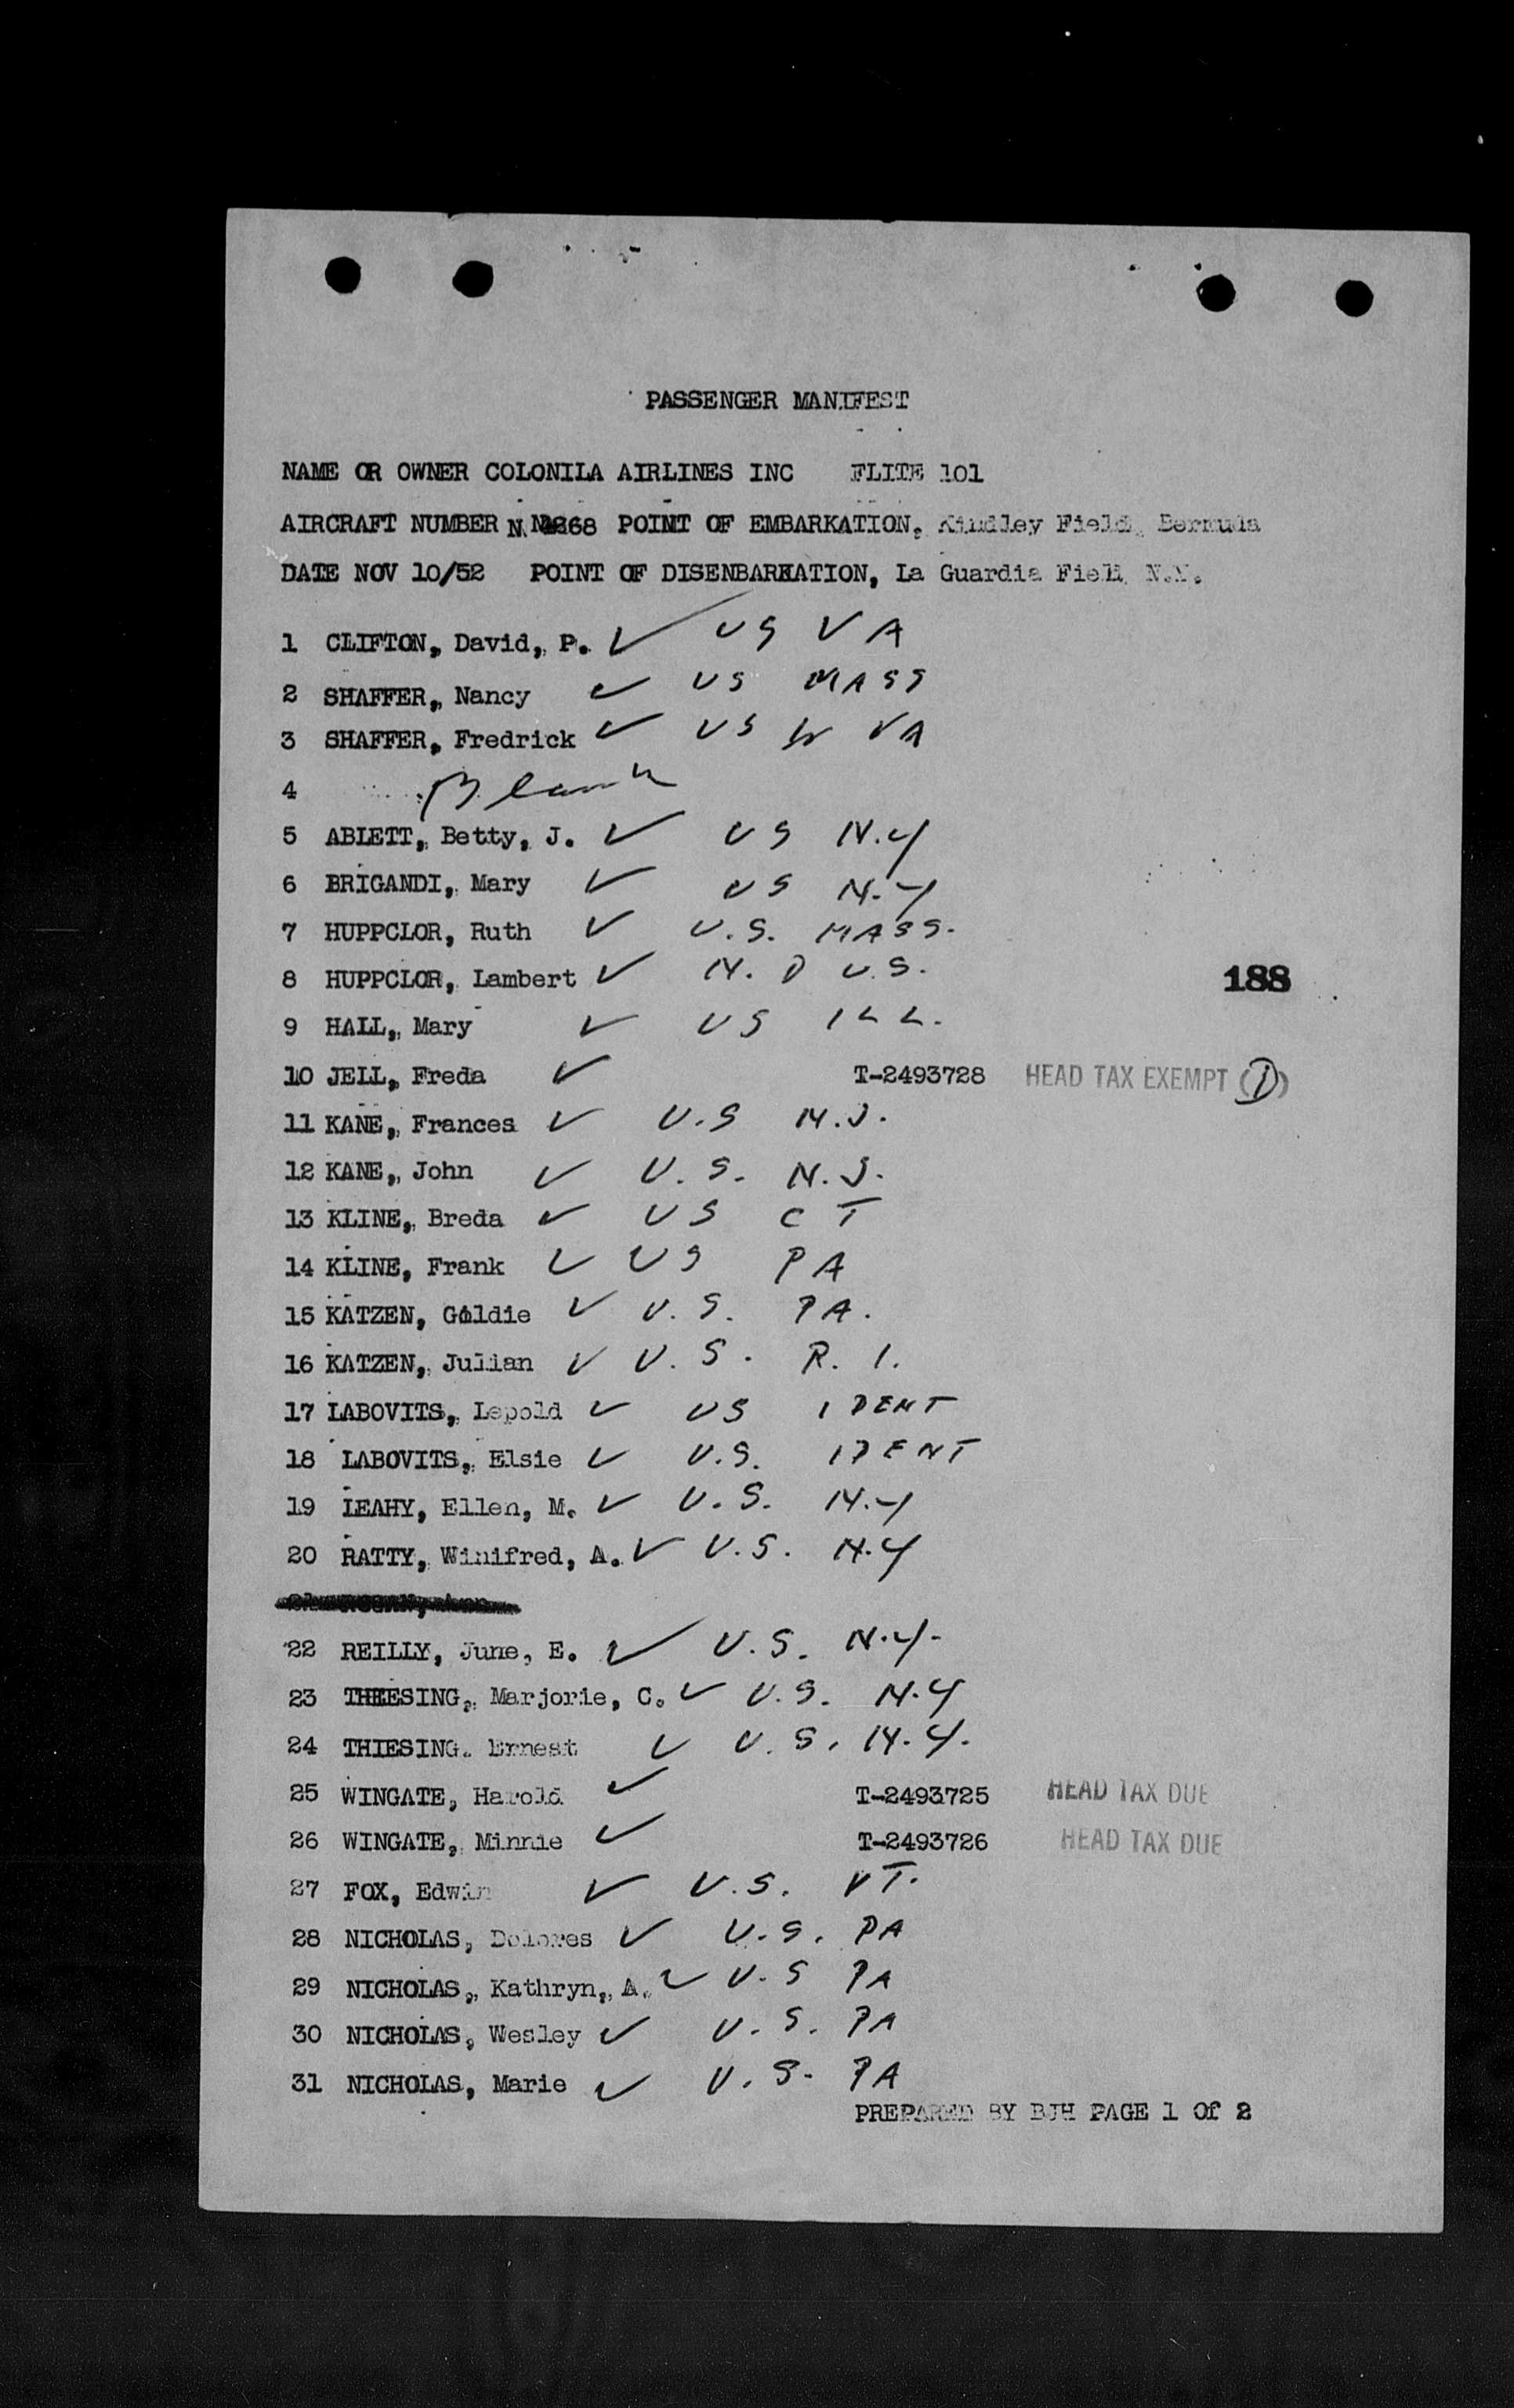 PASSENGER MANIFEST
NAME OR OWNER COLONILA AIRLINES INC FLITE 101
AIRCRAFT NUMBER N POINT OF EMBARKATION, Kindley Field, Bermuda
DATE NOV 10/52 POINT OF DISENBARKATION, La Guardia Field N.Y.
1 CLIFTON, David, P. ✓ US VA
2 SHAFFER, Nancy ✓ US MASS
3 SHAFFER, Fredrick ✓ US W VA
4 Blank
5 ABLETT, Betty, J. ✓ US N.Y
6 BRIGANDI, Mary ✓ US N.Y
7 HUPPCLOR, Ruth ✓ U.S. MASS.
8 HUPPCLOR, Lambert ✓ N. D U.S.
188
9 HALL, Mary ✓ US ILL.
10 JELL, Freda ✓ T-2493728 HEAD TAX EXEMPT (1)
11 KANE, Frances ✓ U.S N.J.
12 KANE, John ✓ U.S. N.J.
13 KLINE, Breda ✓ US CT
14 KLINE, Frank ✓ US PA
15 KATZEN, Goldie ✓ U.S. PA.
16 KATZEN, Julian ✓ U.S. R.I.
17 LABOVITS, Lepold ✓ US IDENT
18 LABOVITS, Elsie ✓ U.S. IDENT
19 LEAHY, Ellen, M. ✓ U.S. N.Y
20 RATTY, Winifred, A. ✓ U.S. N.Y
22 REILLY, June, E. ✓ U.S. N.Y.
23 THEESING, Marjorie, C. ✓ U.S. N.Y
24 THIESING. Ernest ✓ U.S. N.Y.
25 WINGATE, Harold ✓ T-2493725 HEAD TAX DUE
26 WINGATE, Minnie ✓ T-2493726 HEAD TAX DUE
27 FOX, Edwin ✓ U.S. VT.
28 NICHOLAS, Dolores ✓ U.S. PA
29 NICHOLAS, Kathryn, A. ✓ U.S PA
30 NICHOLAS, Wesley ✓ U.S. PA
31 NICHOLAS, Marie ✓ U.S. PA
PREPARED BY BJH PAGE 1 Of 2